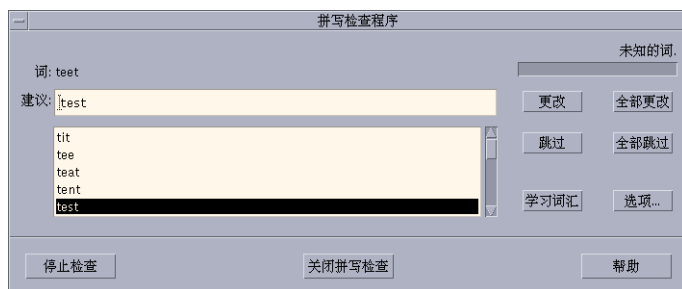 拼写检查程序
未知的词.
词: teet
建议: test
更改 全部更改
tit
跳过 全部跳过
tee
teat
tent
学习词汇 选项...
test
停止检查 关闭拼写检查 帮助